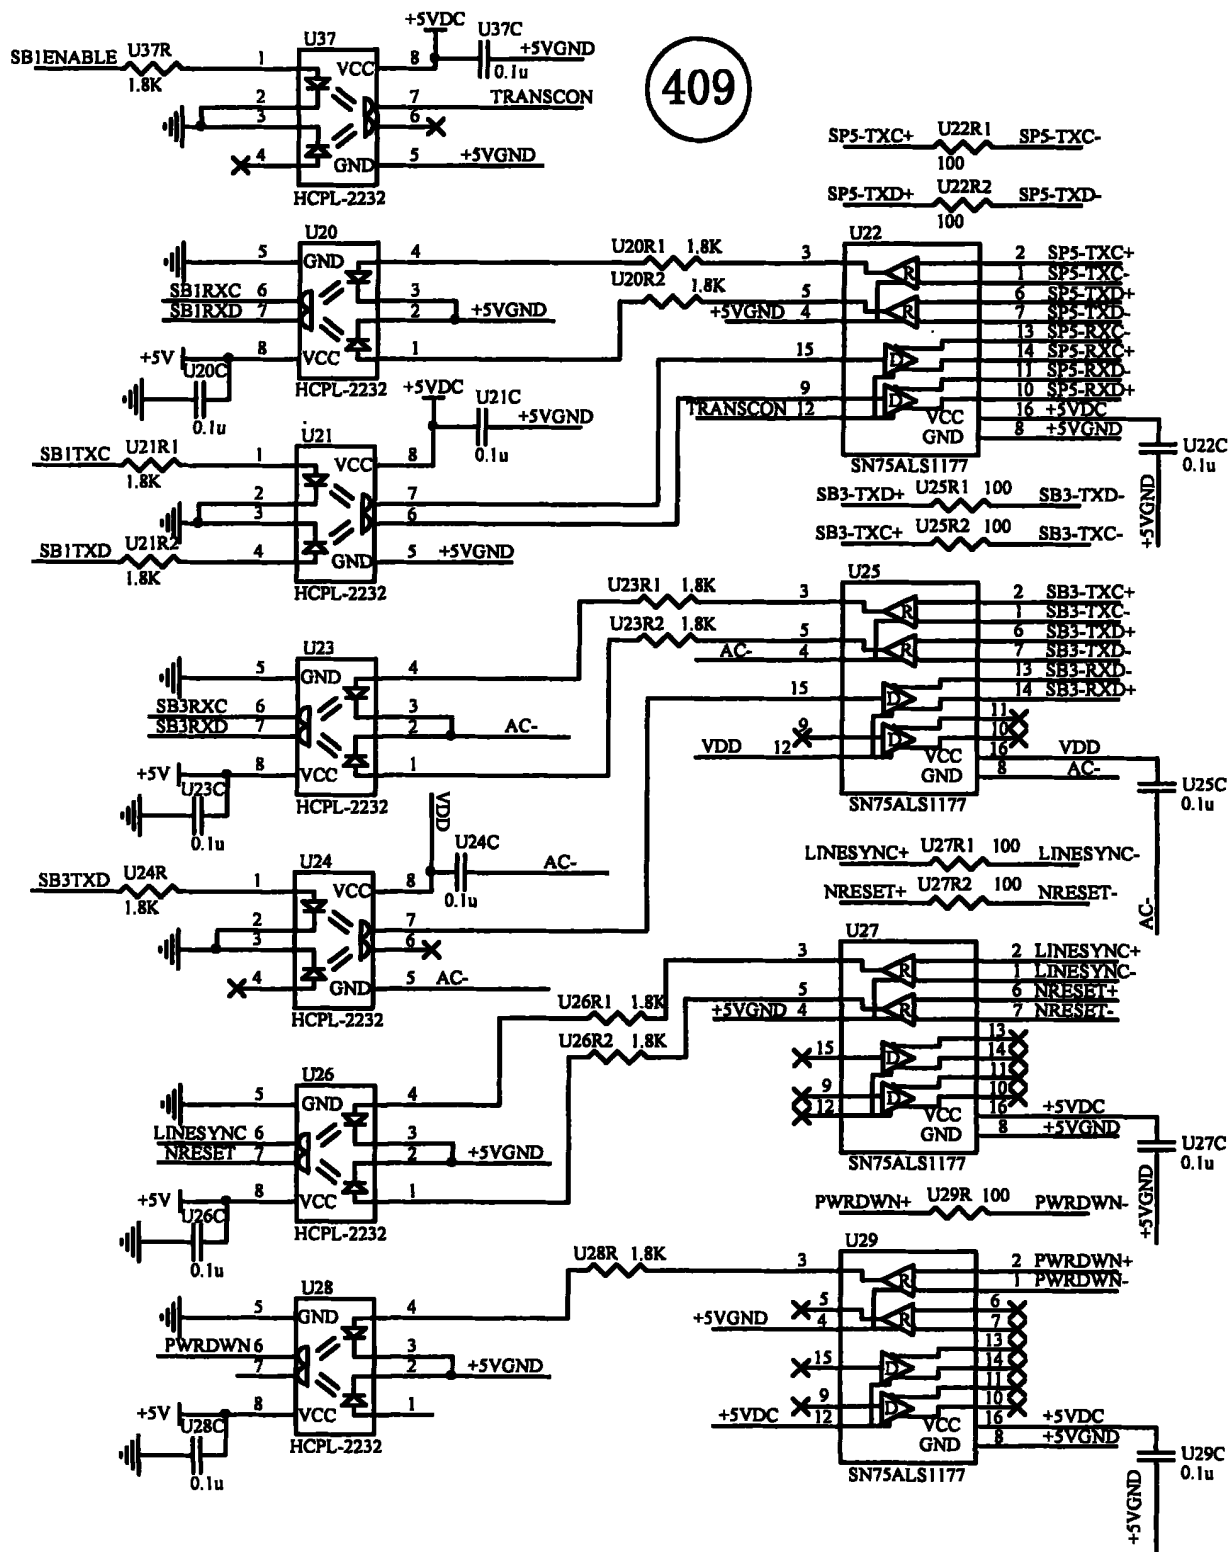 409
+5VDC
U37C
+5VGND
0.1u
U37
SB1ENABLE
U37R
1.8K
1
2
3
4
VCC
GND
8
7
6
5
TRANSCON
+5VGND
HCPL-2232
SP5-TXC+
U22R1
100
SP5-TXC-
SP5-TXD+
U22R2
100
SP5-TXD-
U20
5
GND
SB1RXC
6
SB1RXD
7
+5V
8
VCC
U20C
0.1u
4
3
2
1
+5VGND
HCPL-2232
U20R1
1.8K
U20R2
1.8K
U22
3
5
+5VGND
4
15
9
TRANSCON
12
R
R
D
D
VCC
GND
2
SP5-TXC+
1
SP5-TXC-
6
SP5-TXD+
7
SP5-TXD-
13
SP5-RXC-
14
SP5-RXC+
11
SP5-RXD-
10
SP5-RXD+
16
+5VDC
8
+5VGND
SN75ALS1177
U22C
0.1u
+5VGND
+5VDC
U21C
+5VGND
0.1u
U21
SB1TXC
U21R1
1.8K
1
2
3
SB1TXD
U21R2
1.8K
4
VCC
GND
8
7
6
5
+5VGND
HCPL-2232
SB3-TXD+
U25R1
100
SB3-TXD-
SB3-TXC+
U25R2
100
SB3-TXC-
U23
5
GND
SB3RXC
6
SB3RXD
7
+5V
8
VCC
U23C
0.1u
4
3
2
1
AC-
HCPL-2232
U23R1
1.8K
U23R2
1.8K
U25
3
5
AC-
4
15
9
VDD
12
R
R
D
D
VCC
GND
2
SB3-TXC+
1
SB3-TXC-
6
SB3-TXD+
7
SB3-TXD-
13
SB3-RXD-
14
SB3-RXD+
11
10
16
VDD
8
AC-
SN75ALS1177
U25C
0.1u
AC-
VDD
U24C
AC-
0.1u
U24
SB3TXD
U24R
1.8K
1
2
3
4
VCC
GND
8
7
6
5
AC-
HCPL-2232
LINESYNC+
U27R1
100
LINESYNC-
NRESET+
U27R2
100
NRESET-
U26
5
GND
LINESYNC
6
NRESET
7
+5V
8
VCC
U26C
0.1u
4
3
2
1
+5VGND
HCPL-2232
U26R1
1.8K
U26R2
1.8K
U27
3
5
+5VGND
4
15
9
12
R
R
D
D
VCC
GND
2
LINESYNC+
1
LINESYNC-
6
NRESET+
7
NRESET-
13
14
11
10
16
+5VDC
8
+5VGND
SN75ALS1177
U27C
0.1u
+5VGND
PWRDWN+
U29R
100
PWRDWN-
U28
5
GND
PWRDWN
6
7
+5V
8
VCC
U28C
0.1u
4
3
2
1
+5VGND
HCPL-2232
U28R
1.8K
U29
3
5
+5VGND
4
15
9
+5VDC
12
R
R
D
D
VCC
GND
2
PWRDWN+
1
PWRDWN-
6
7
13
14
11
10
16
+5VDC
8
+5VGND
SN75ALS1177
U29C
0.1u
+5VGND